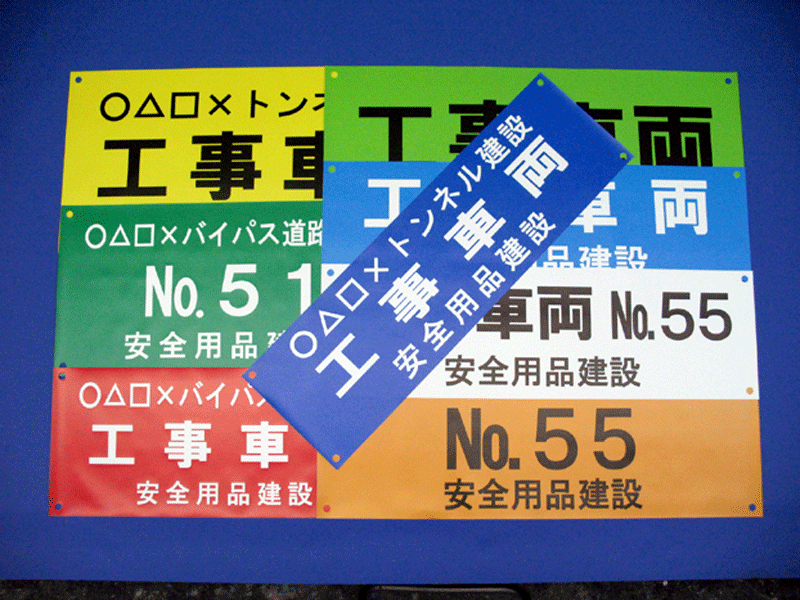 ○△□×トンネ
工事車
○△□×バイパス道路
No.51
安全用品建設
○△□×バイパス
工事車
安全用品建設
○△□×トンネル建設
工事車両
安全用品建設
工事車両
工 車両
品建設
車両 No.55
安全用品建設
No.55
安全用品建設